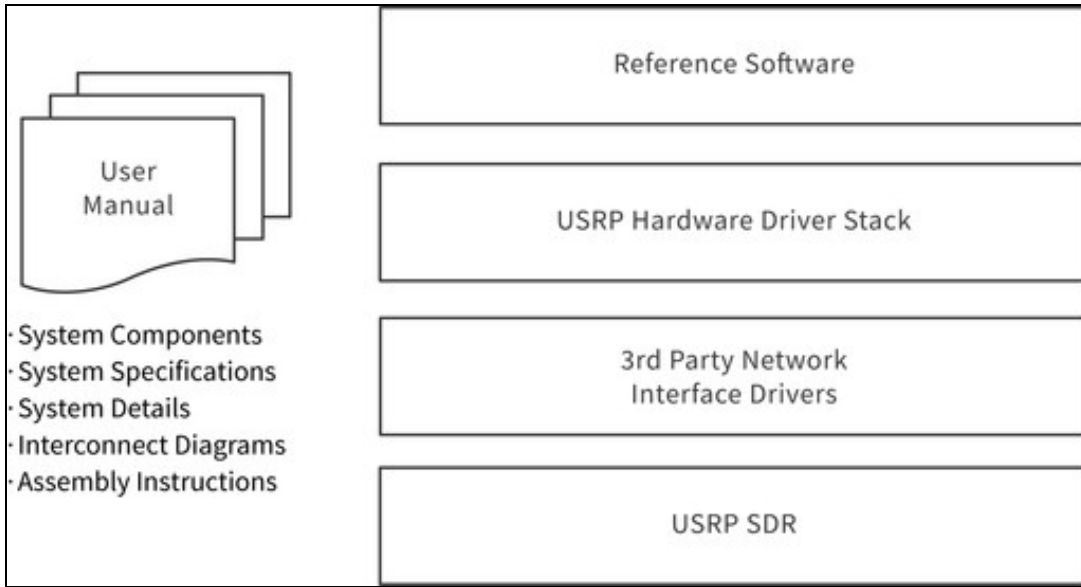 User
Manual
· System Components
· System Specifications
· System Details
· Interconnect Diagrams
· Assembly Instructions
Reference Software
USRP Hardware Driver Stack
3rd Party Network
Interface Drivers
USRP SDR